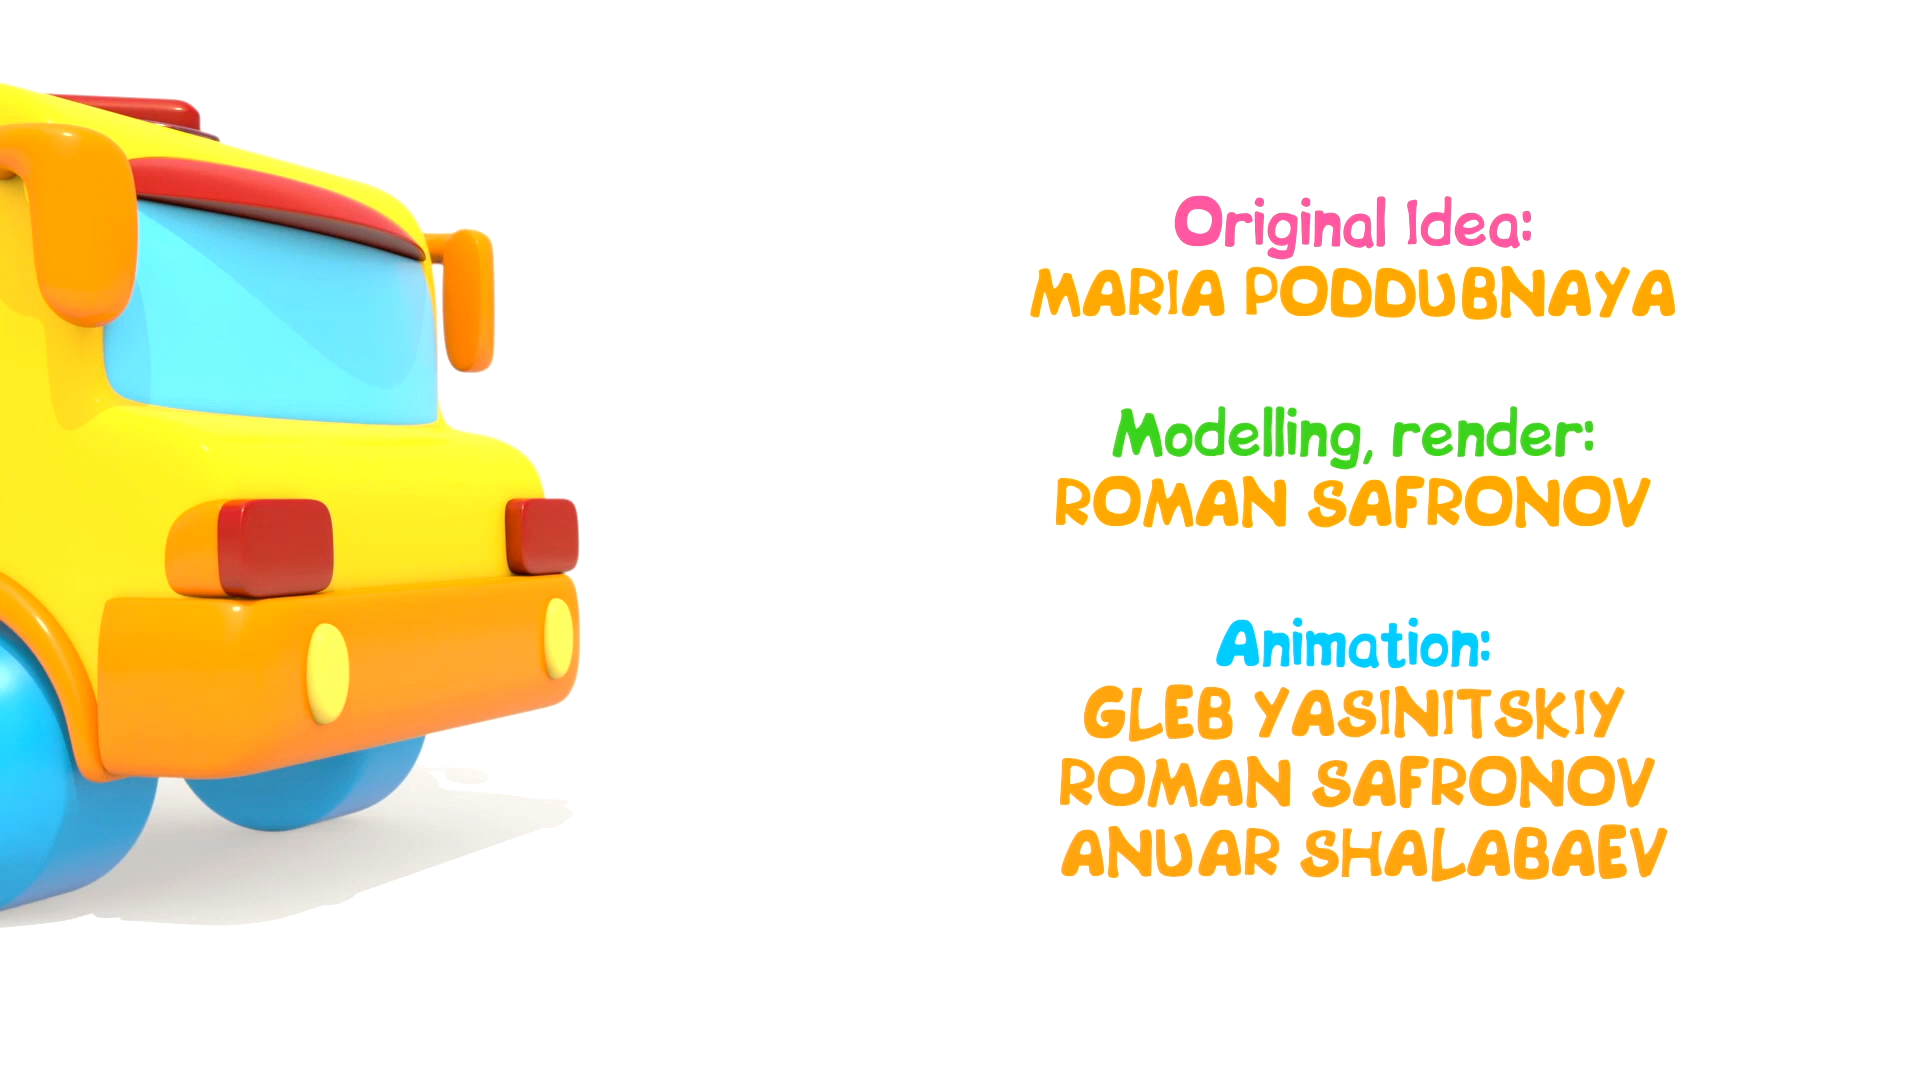 Original Idea:
MARIA PODDUBNAYA
Modelling, render:
ROMAN SAFRONOV
Animation:
GLEB YASINITSKIY
ROMAN SAFRONOV
ANUAR SHALABAEV